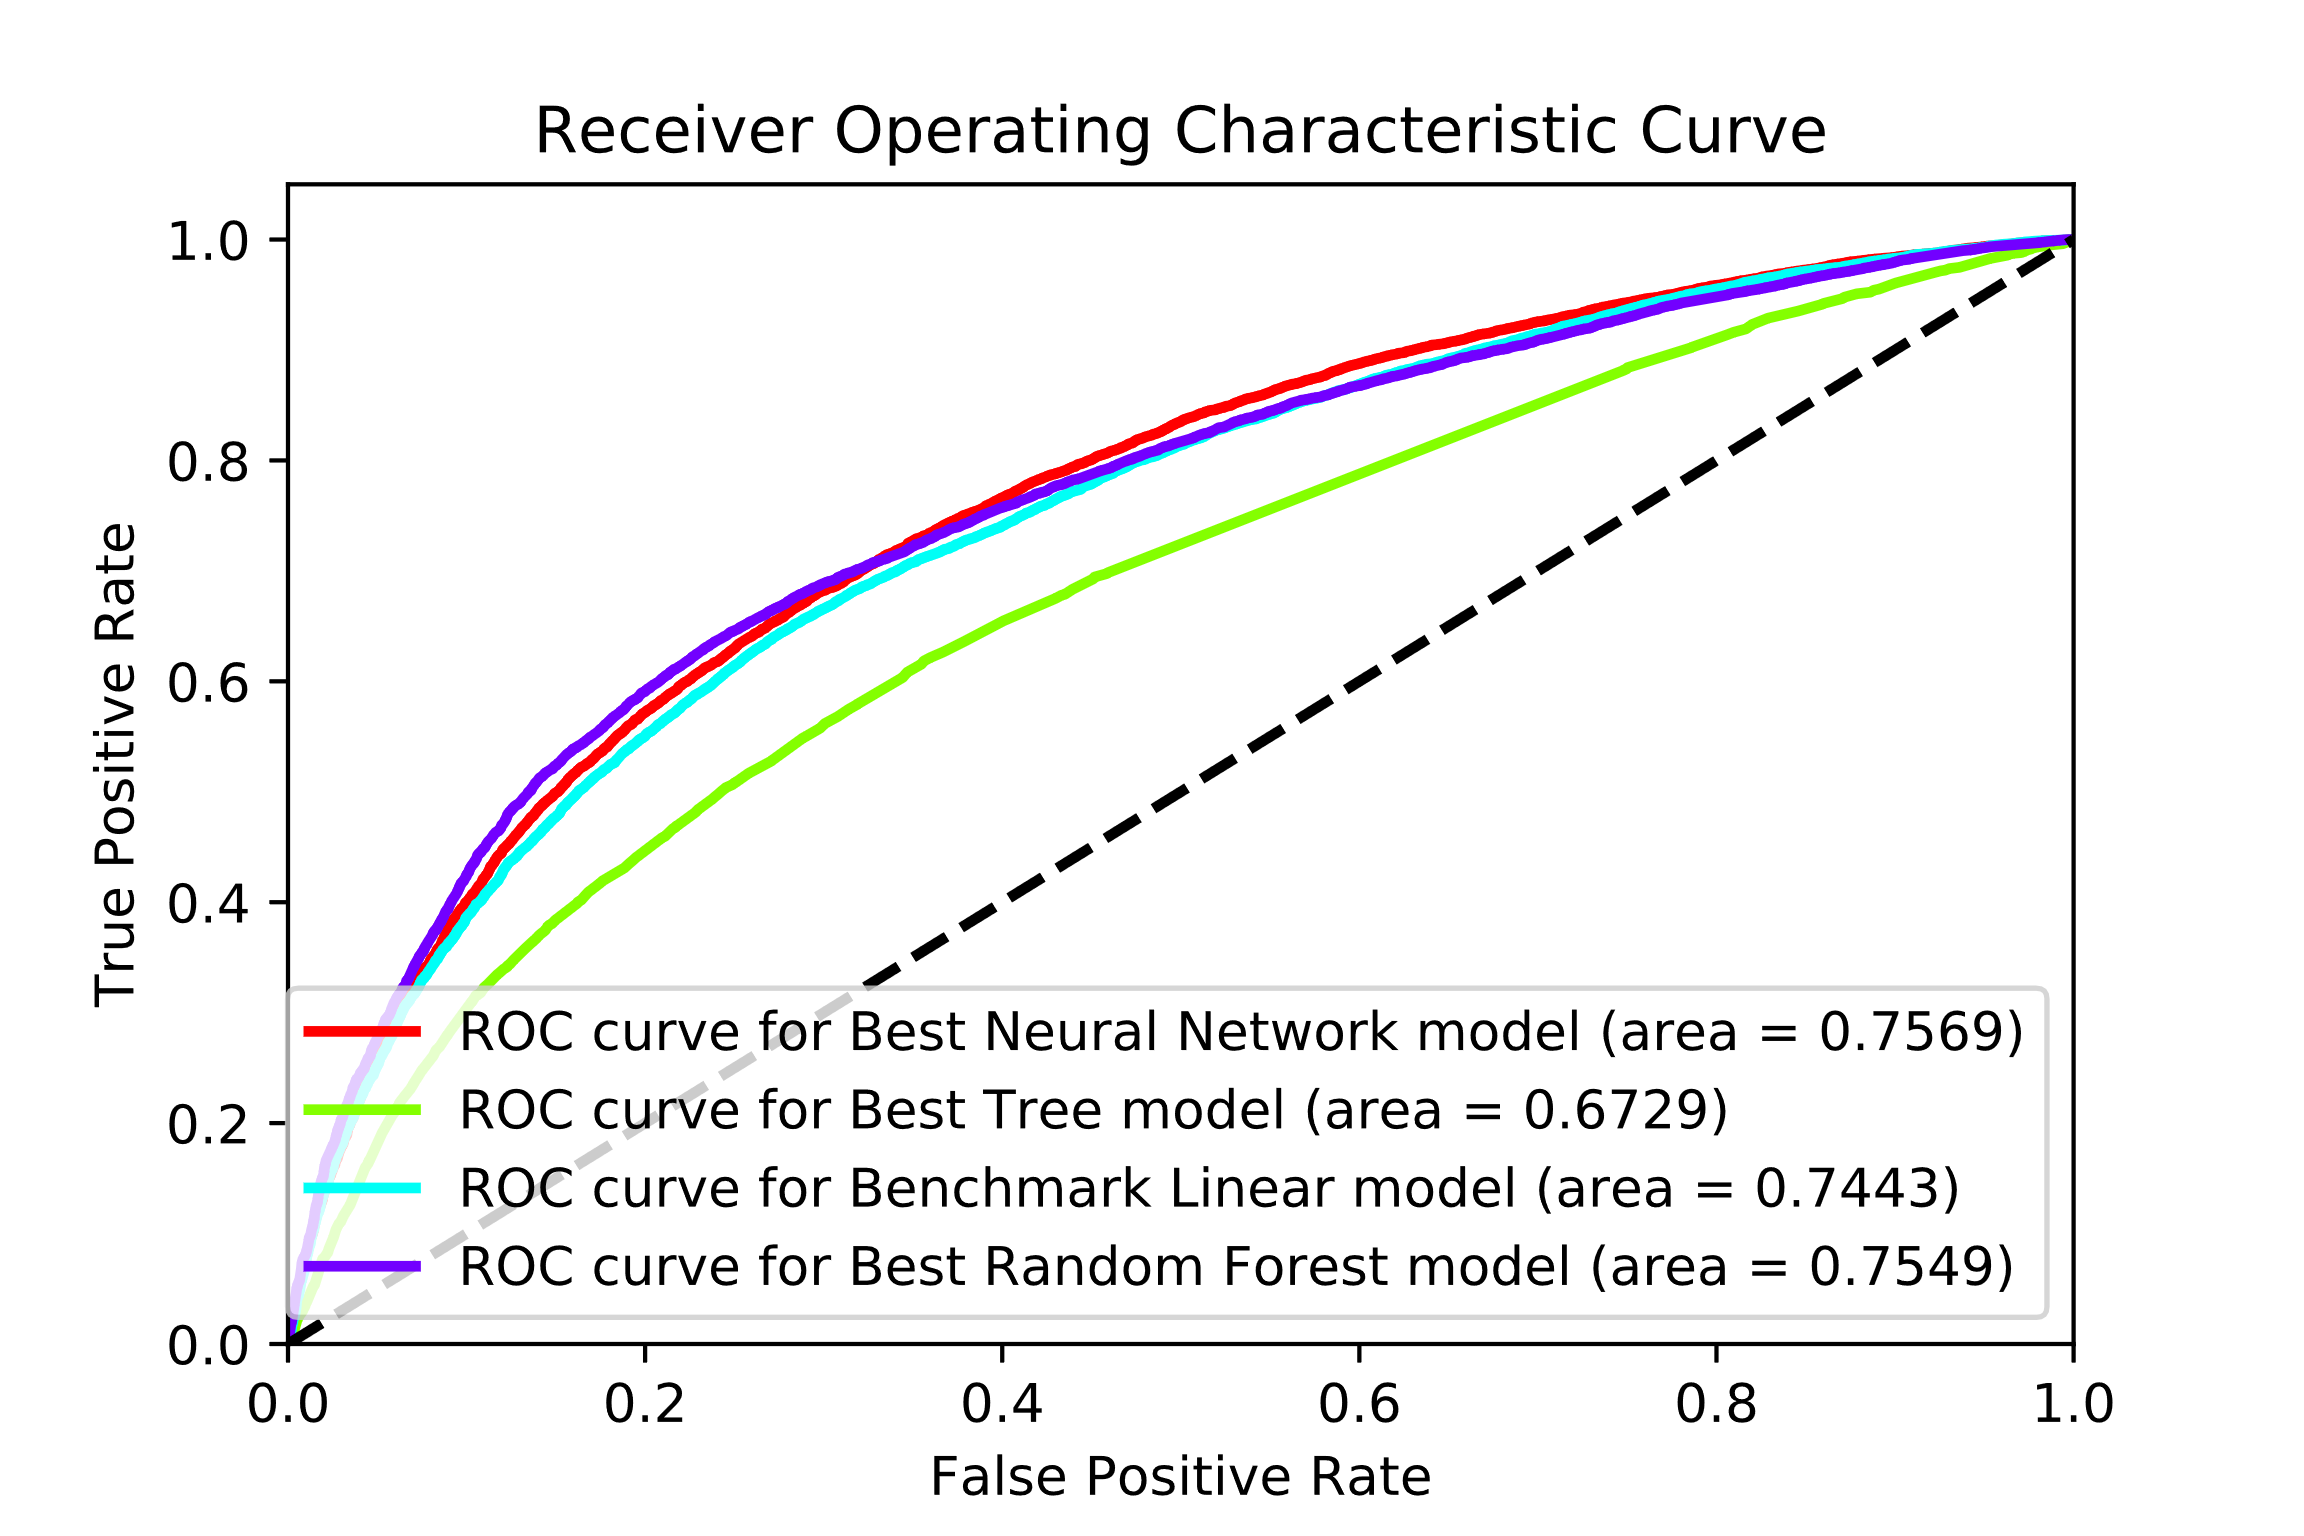 Receiver Operating Characteristic Curve
1.0
0.8
0.6
0.4
0.2
0.0
True Positive Rate
ROC curve for Best Neural Network model (area = 0.7569)
ROC curve for Best Tree model (area = 0.6729)
ROC curve for Benchmark Linear model (area = 0.7443)
ROC curve for Best Random Forest model (area = 0.7549)
0.0 0.2 0.4 0.6 0.8 1.0
False Positive Rate